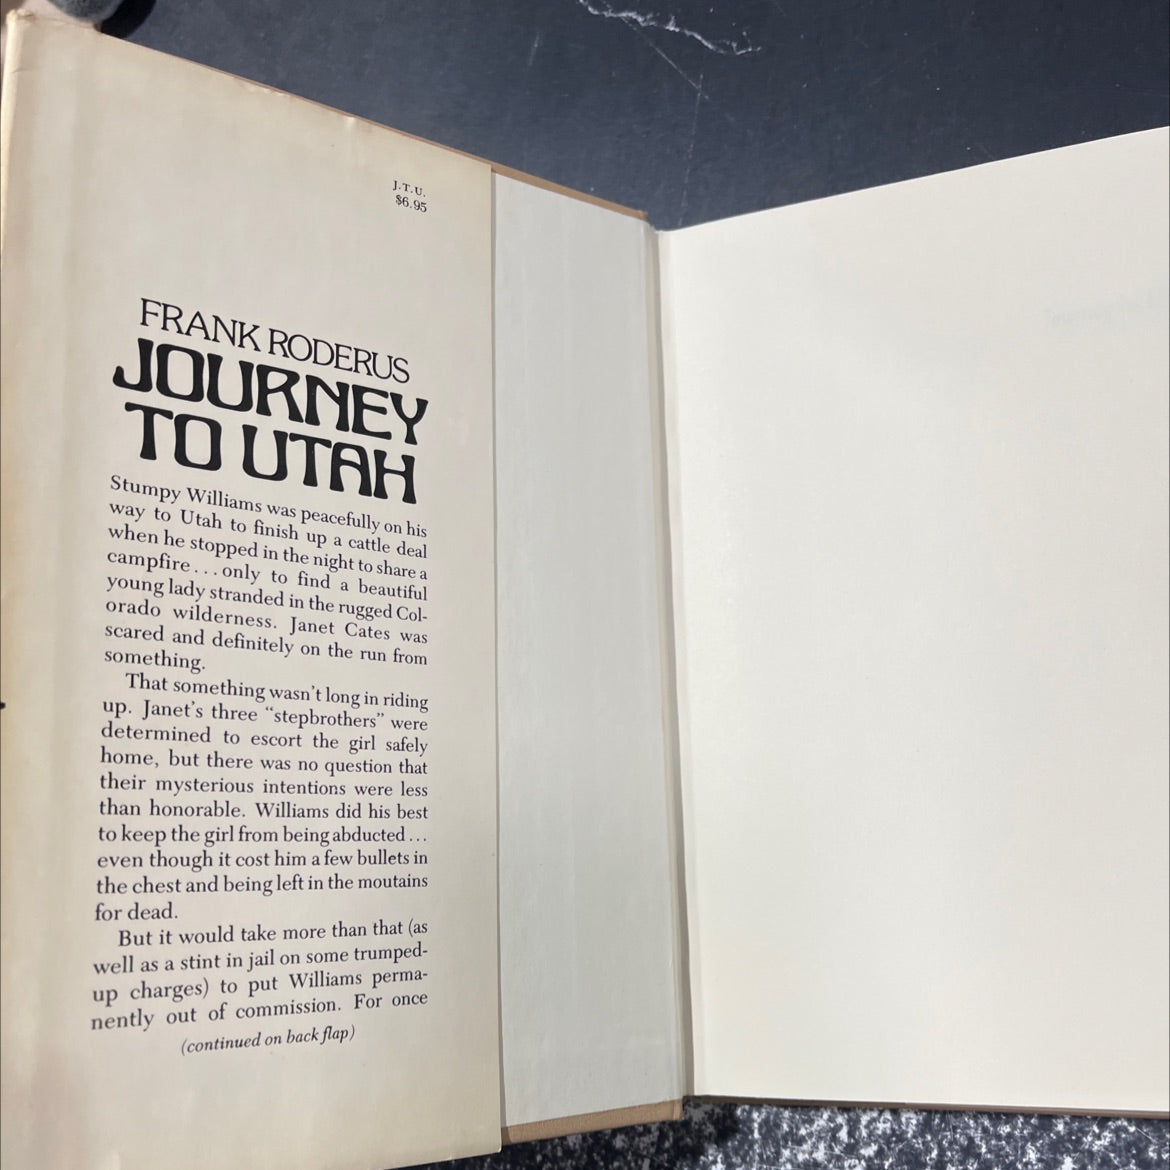 J.T.U.
$6.95
FRANK RODERUS
JOURNEY
TO UTAH
Stumpy Williams was peacefully on his
way to Utah to finish up a cattle deal
when he stopped in the night to share a
campfire...only to find a beautiful
young lady stranded in the rugged Col-
orado wilderness. Janet Cates was
scared and definitely on the run from
something.
That something wasn't long in riding
up. Janet's three "stepbrothers" were
determined to escort the girl safely
home, but there was no question that
their mysterious intentions were less
than honorable. Williams did his best
to keep the girl from being abducted...
even though it cost him a few bullets in
the chest and being left in the moutains
for dead.
But it would take more than that (as
well as a stint in jail on some trumped-
up charges) to put Williams perma-
nently out of commission. For once
(continued on back flap)